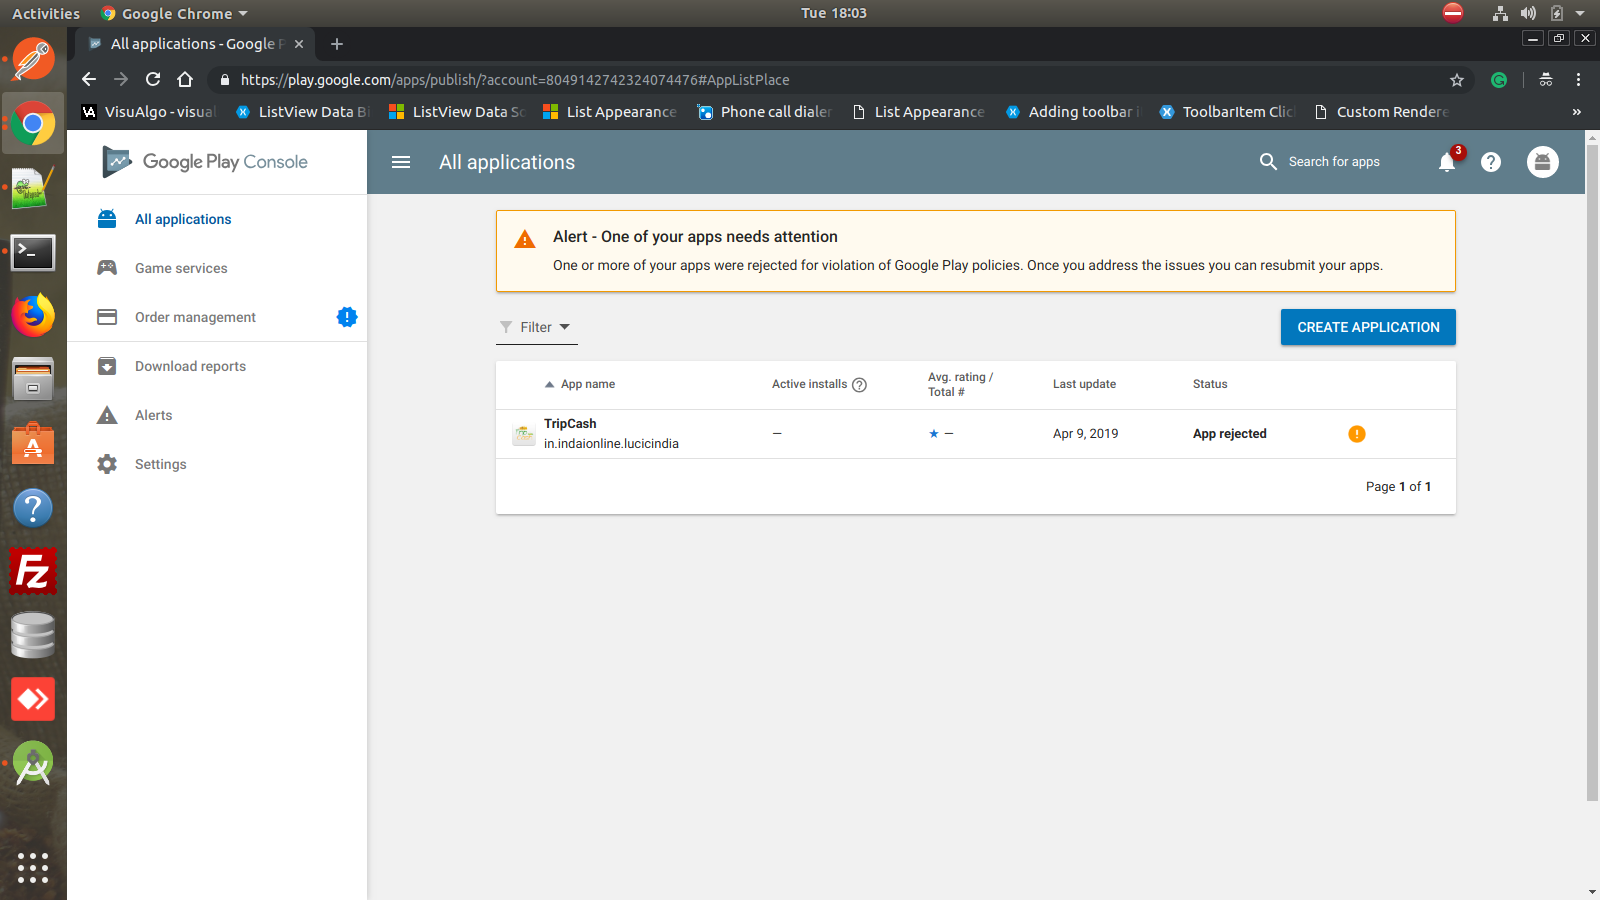 Activities Google Chrome Tue 18:03
All applications - Google P
https://play.google.com/apps/publish/?account=8049142742324074476#AppListPlace
VA VisuAlgo - visual ListView Data Bi ListView Data So List Appearance Phone call dialer List Appearance Adding toolbar i ToolbarItem Clic Custom Rendere »
Google Play Console
All applications
Search for apps
3
All applications
Game services
Order management
Download reports
Alerts
Settings
Alert - One of your apps needs attention
One or more of your apps were rejected for violation of Google Play policies. Once you address the issues you can resubmit your apps.
Filter
CREATE APPLICATION
App name Active installs Avg. rating / Last update Status
Total #
TripCash
in.indaionline.lucicindia
– – Apr 9, 2019 App rejected
Page 1 of 1